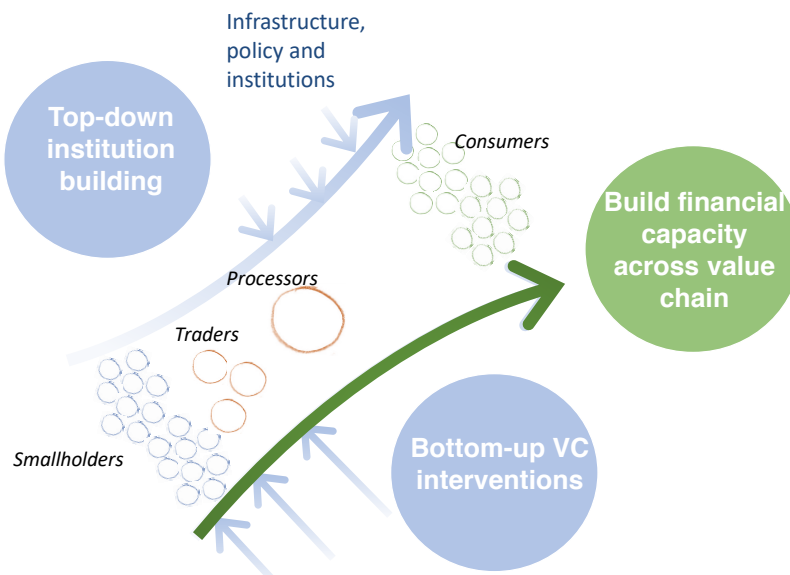 Infrastructure,
policy and
institutions
Top-down
institution
building
Consumers
Build financial
capacity
across value
chain
Processors
Traders
Smallholders
Bottom-up VC
interventions